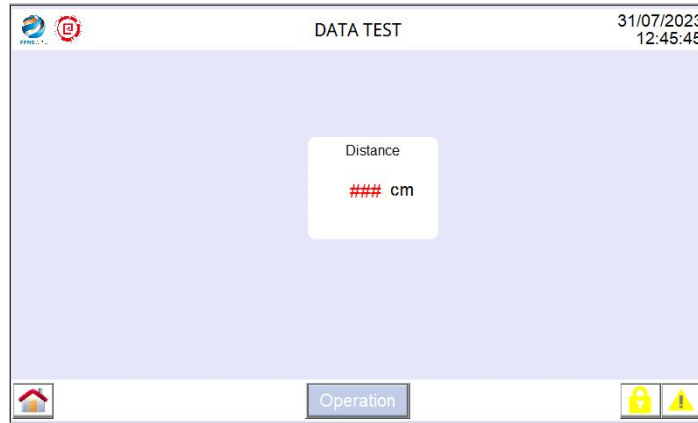 DATA TEST
31/07/2023
12:45:45
Distance
### cm
Operation